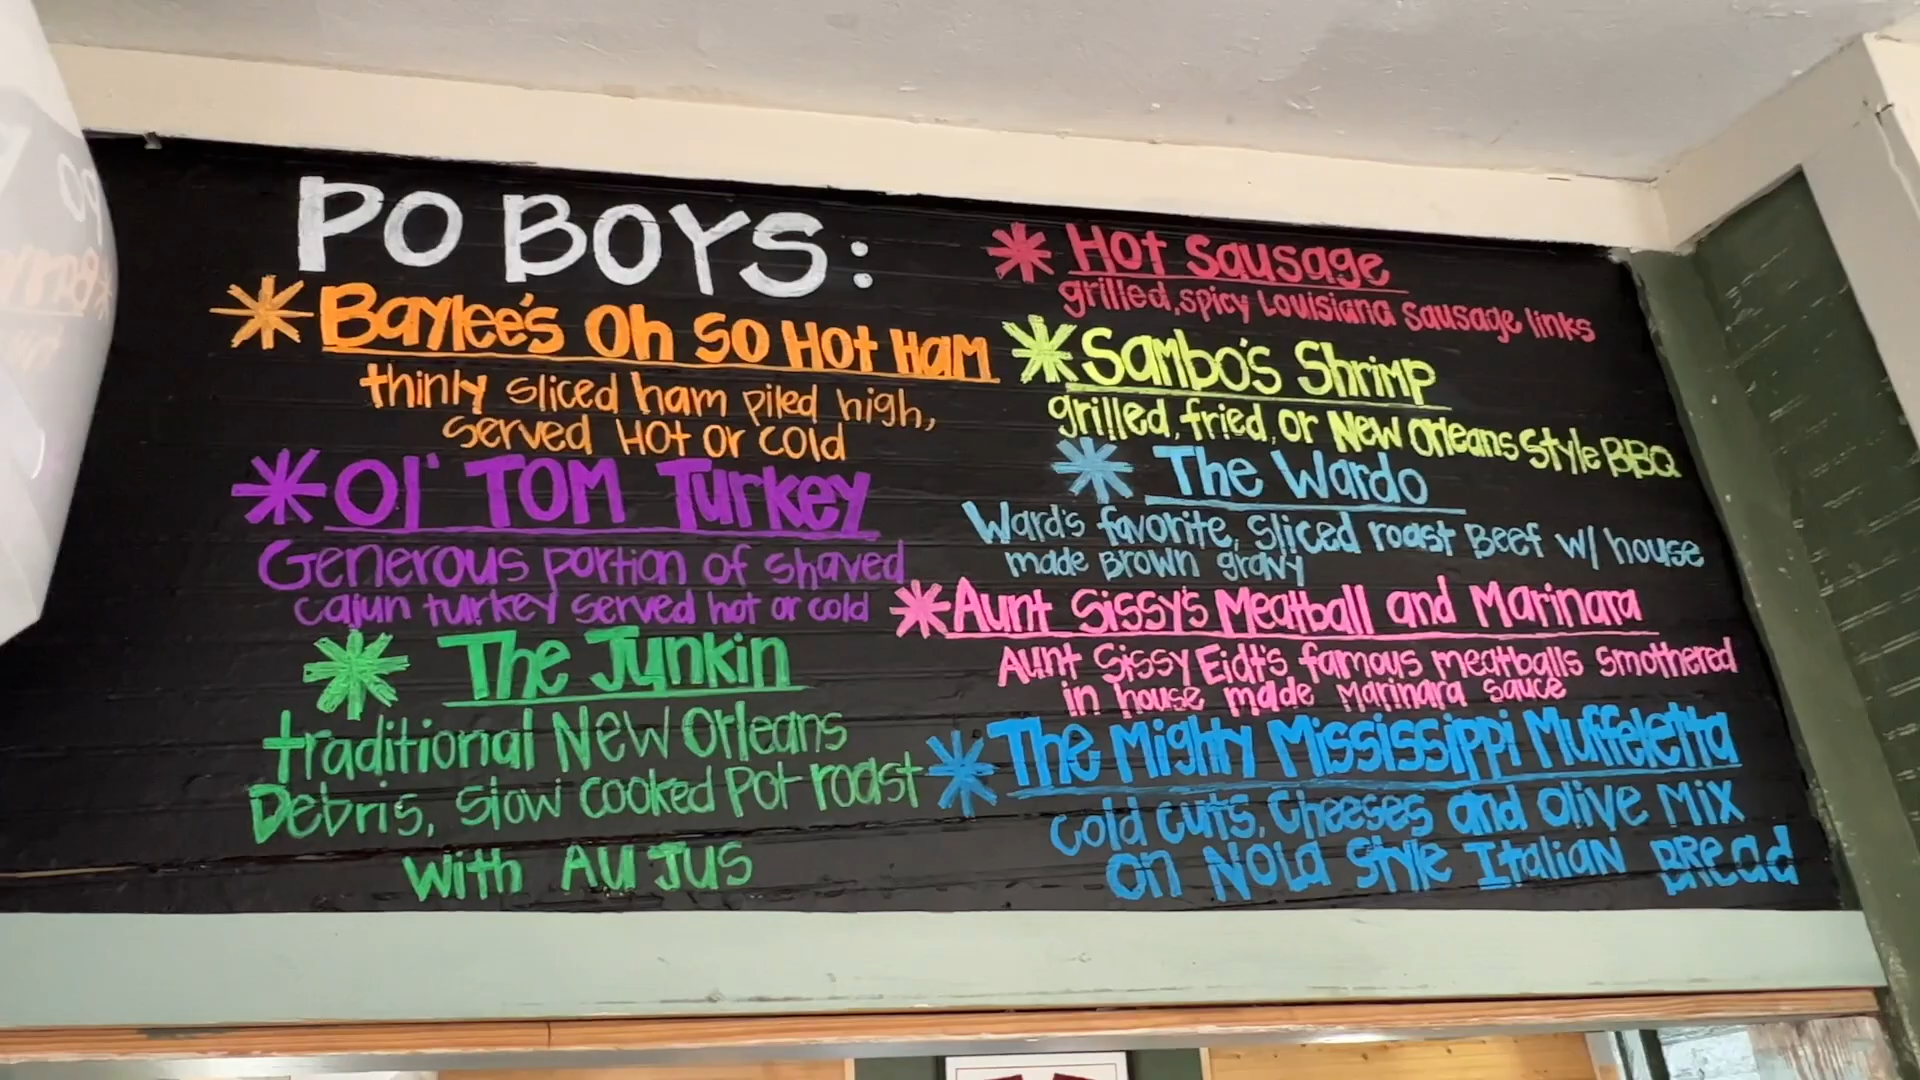 PO BOYS:
Baylee's Oh So Hot Ham
thinly sliced ham piled high,
served HOT or cold
Ol' TOM Turkey
Generous portion of shaved
cajun turkey served hot or cold
The Junkin
traditional New Orleans
Debris, slow cooked pot roast
with AU JUS
Hot Sausage
grilled, spicy Louisiana sausage links
Sambo's Shrimp
grilled, fried, or New Orleans Style BBQ
The Wardo
Ward's favorite, sliced roast Beef w/ house
made Brown gravy
Aunt Sissy's Meatball and Marinara
Aunt Sissy Eidt's famous meatballs smothered
in house made Marinara sauce
The Mighty Mississippi Muffeletta
cold cuts, cheeses and olive Mix
on NOLA Style Italian BREad